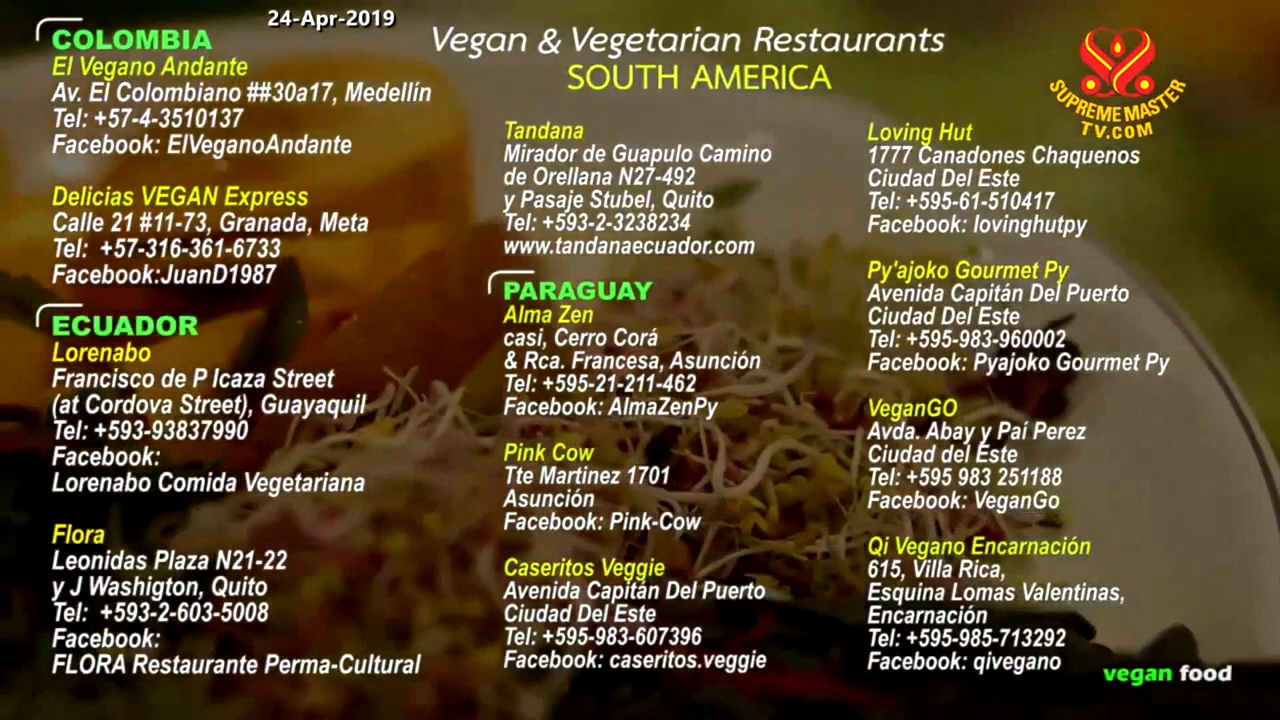 24-Apr-2019
Vegan & Vegetarian Restaurants
SOUTH AMERICA
SUPREME MASTER
TV.COM
COLOMBIA
El Vegano Andante
Av. El Colombiano ##30a17, Medellín
Tel: +57-4-3510137
Facebook: ElVeganoAndante
Delicias VEGAN Express
Calle 21 #11-73, Granada, Meta
Tel: +57-316-361-6733
Facebook:JuanD1987
ECUADOR
Lorenabo
Francisco de P Icaza Street
(at Cordova Street), Guayaquil
Tel: +593-93837990
Facebook:
Lorenabo Comida Vegetariana
Flora
Leonidas Plaza N21-22
y J Washigton, Quito
Tel: +593-2-603-5008
Facebook:
FLORA Restaurante Perma-Cultural
Tandana
Mirador de Guapulo Camino
de Orellana N27-492
y Pasaje Stubel, Quito
Tel: +593-2-3238234
www.tandanaecuador.com
PARAGUAY
Alma Zen
casi, Cerro Corá
& Rca. Francesa, Asunción
Tel: +595-21-211-462
Facebook: AlmaZenPy
Pink Cow
Tte Martinez 1701
Asunción
Facebook: Pink-Cow
Caseritos Veggie
Avenida Capitán Del Puerto
Ciudad Del Este
Tel: +595-983-607396
Facebook: caseritos.veggie
Loving Hut
1777 Canadones Chaquenos
Ciudad Del Este
Tel: +595-61-510417
Facebook: lovinghutpy
Py'ajoko Gourmet Py
Avenida Capitán Del Puerto
Ciudad Del Este
Tel: +595-983-960002
Facebook: Pyajoko Gourmet Py
VeganGO
Avda. Abay y Paí Perez
Ciudad del Este
Tel: +595 983 251188
Facebook: VeganGo
Qi Vegano Encarnación
615, Villa Rica,
Esquina Lomas Valentinas,
Encarnación
Tel: +595-985-713292
Facebook: qivegano
vegan food